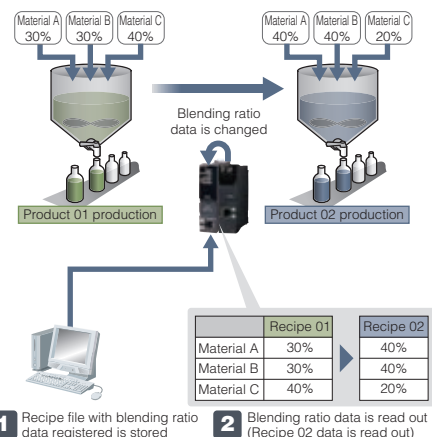 Material A Material B Material C
30% 30% 40%
Material A Material B Material C
40% 40% 20%
Blending ratio
data is changed
Product 01 production
Product 02 production
Recipe 01 Recipe 02
Material A 30% 40%
Material B 30% 40%
Material C 40% 20%
1 Recipe file with blending ratio
data registered is stored
2 Blending ratio data is read out
(Recipe 02 data is read out)